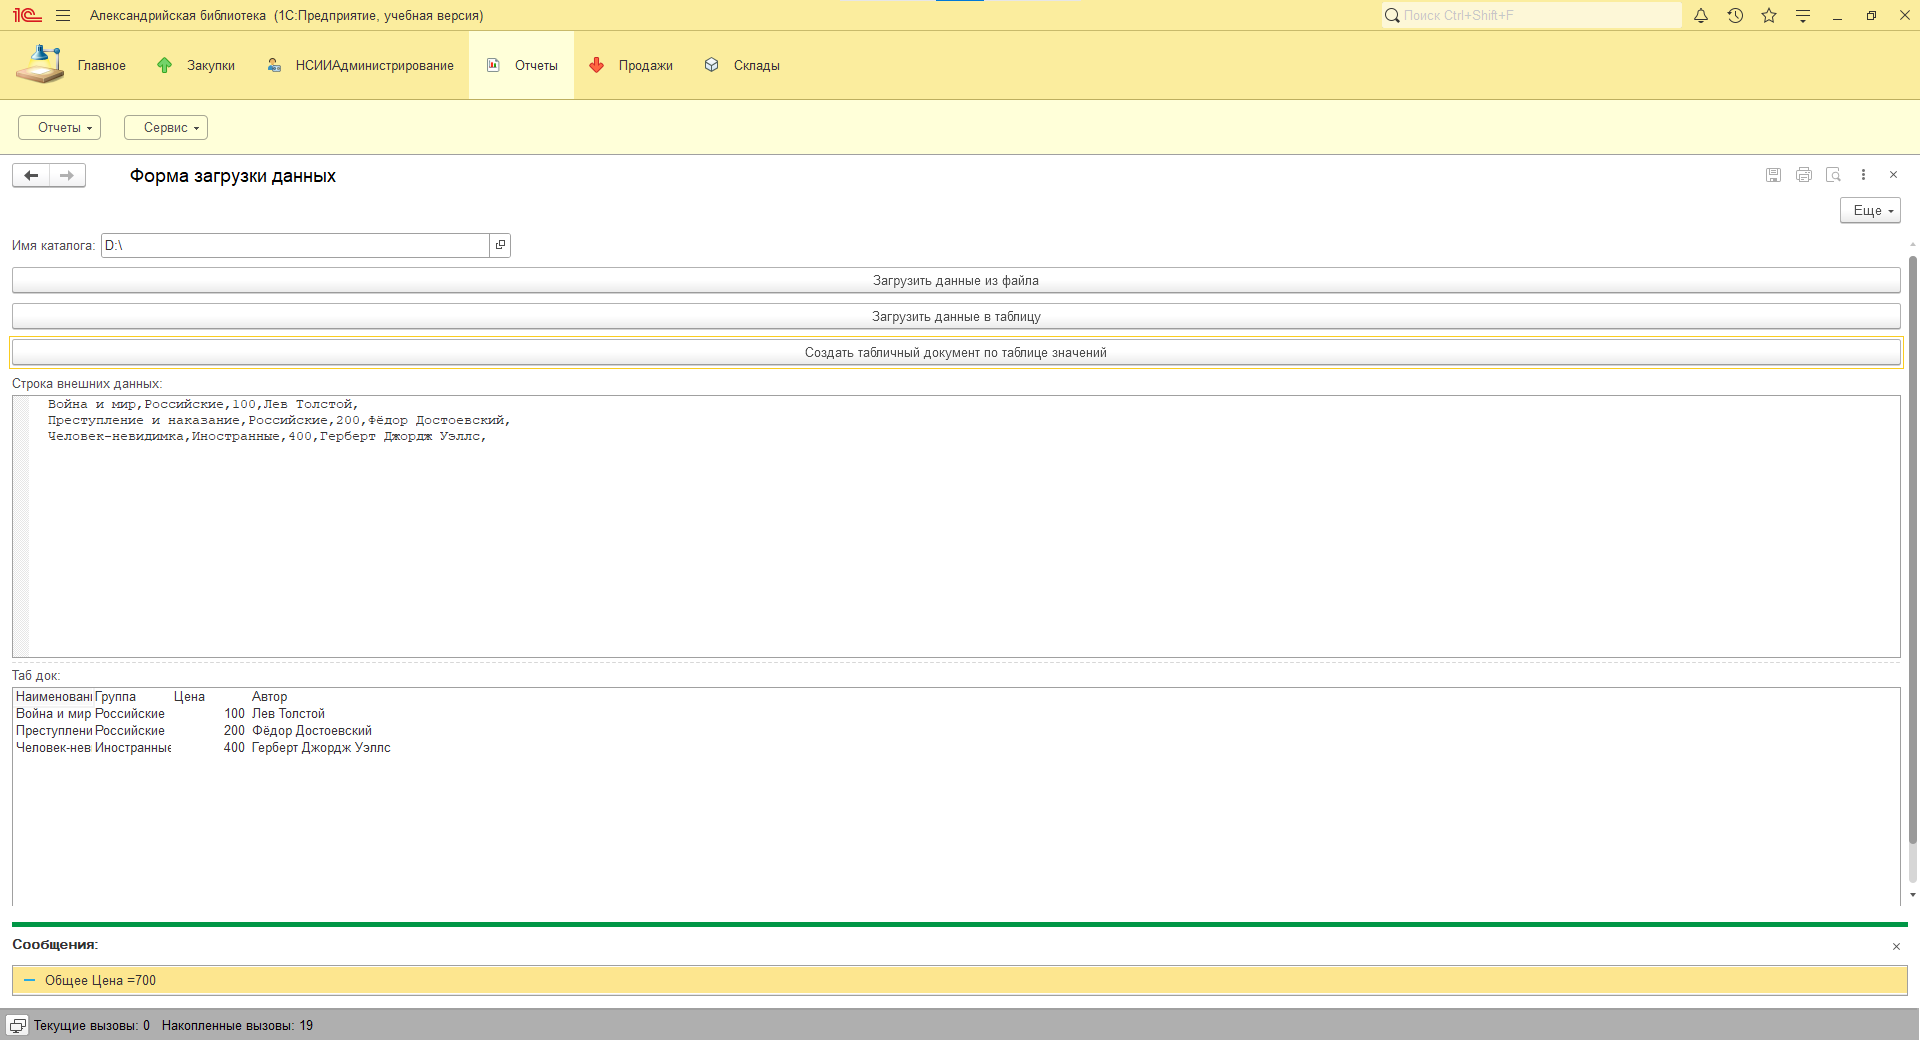 Александрийская библиотека (1С:Предприятие, учебная версия)
Поиск Ctrl+Shift+F
Главное
Закупки
НСИИАдминистрирование
Отчеты
Продажи
Склады
Отчеты
Сервис
Форма загрузки данных
Еще
Имя каталога: D:\
Загрузить данные из файла
Загрузить данные в таблицу
Создать табличный документ по таблице значений
Строка внешних данных:
Война и мир,Российские,100,Лев Толстой,
Преступление и наказание,Российские,200,Фёдор Достоевский,
Человек-невидимка,Иностранные,400,Герберт Джордж Уэллс,
Таб док:
Наименовани Группа Цена Автор
Война и мир Российские 100 Лев Толстой
Преступлени Российские 200 Фёдор Достоевский
Человек-нев Иностранные 400 Герберт Джордж Уэллс
Сообщения:
Общее Цена =700
Текущие вызовы: 0 Накопленные вызовы: 19